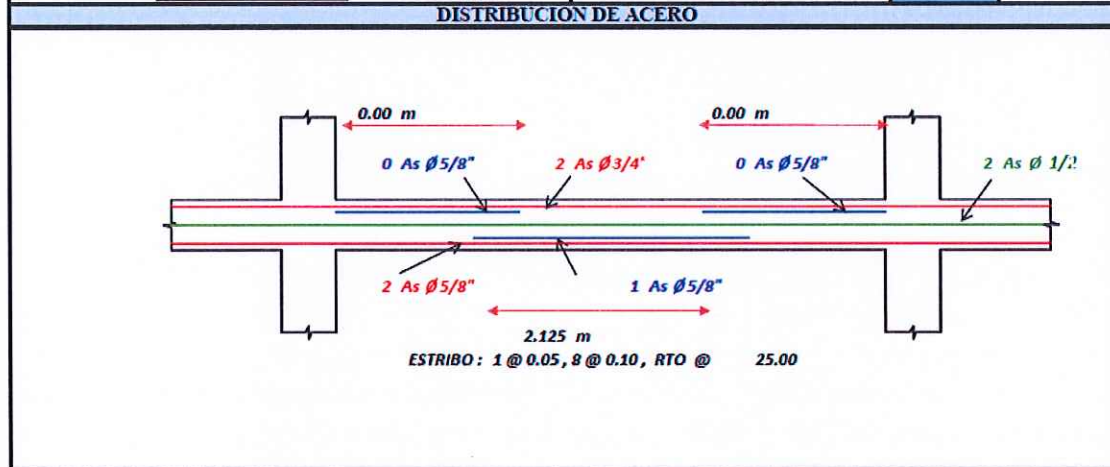 DISTRIBUCION DE ACERO
0.00 m
0.00 m
0 As Ø5/8"
2 As Ø3/4'
0 As Ø5/8"
2 As Ø 1/2
2 As Ø5/8"
1 As Ø5/8"
2.125 m
ESTRIBO : 1 @ 0.05 , 8 @ 0.10 , RTO @ 25.00